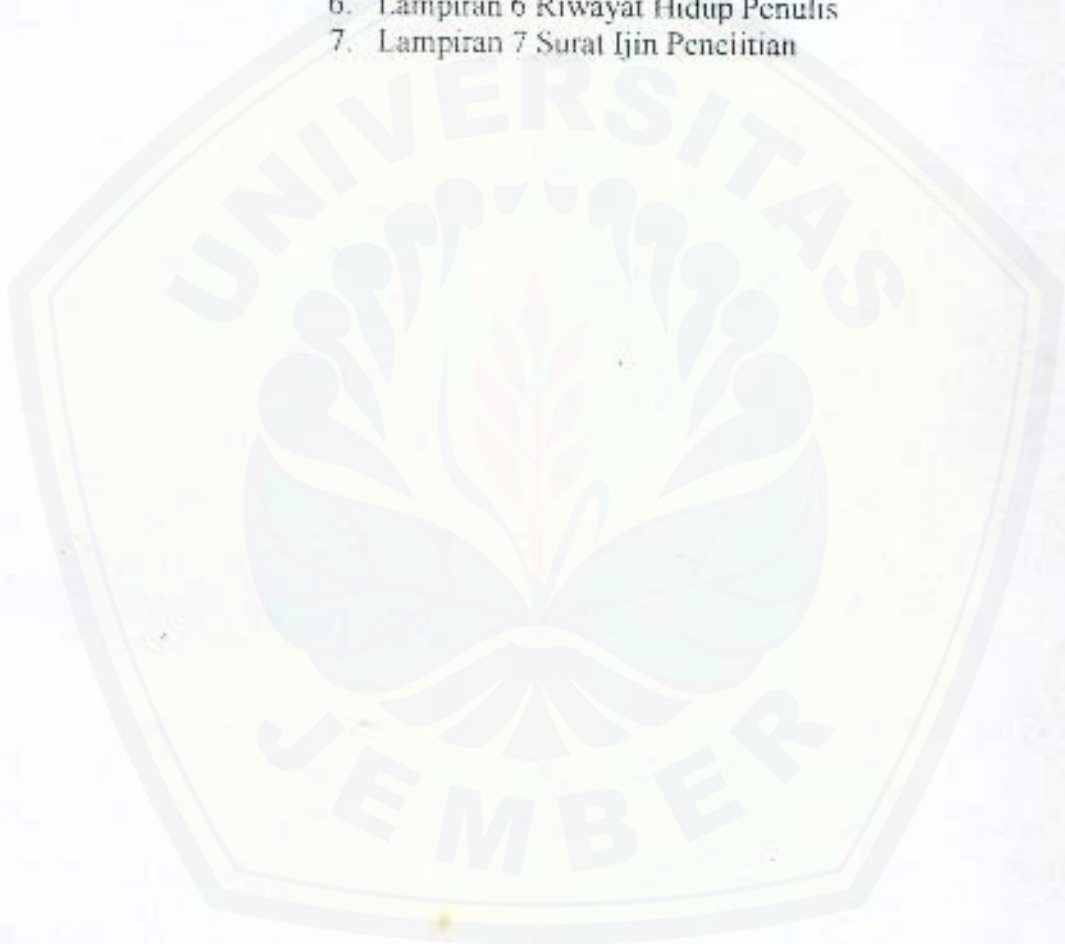 6. Lampiran 6 Riwayat Hidup Penulis
7. Lampiran 7 Surat Ijin Penelitian
UNIVERSITAS
JEMBER